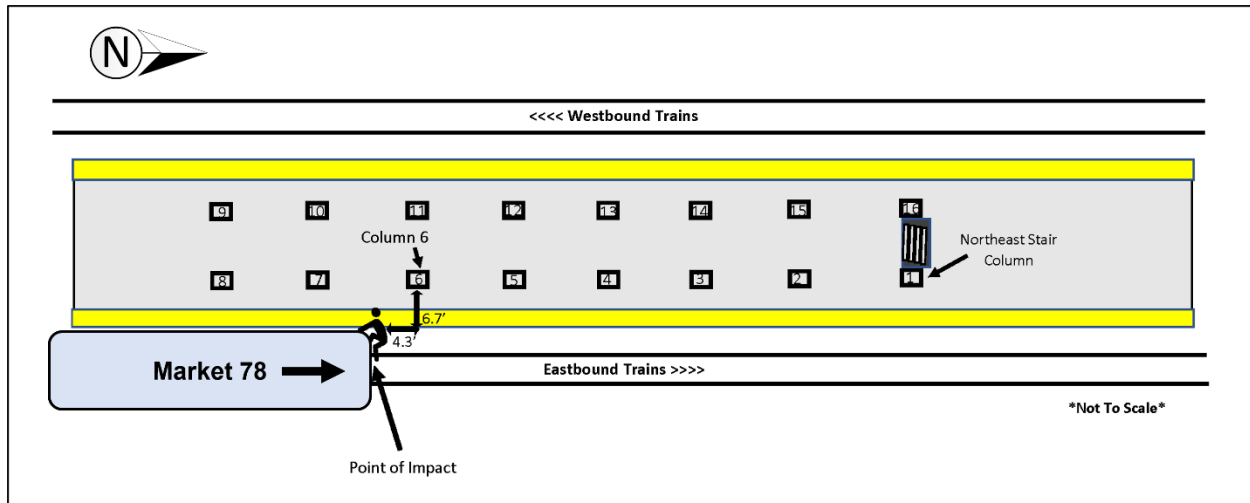 N
<<<< Westbound Trains
9 10 11 12 13 14 15 16
Column 6
Northeast Stair
Column
8 7 6 5 4 3 2 1
6.7'
4.3'
Market 78
Eastbound Trains >>>>
*Not To Scale*
Point of Impact